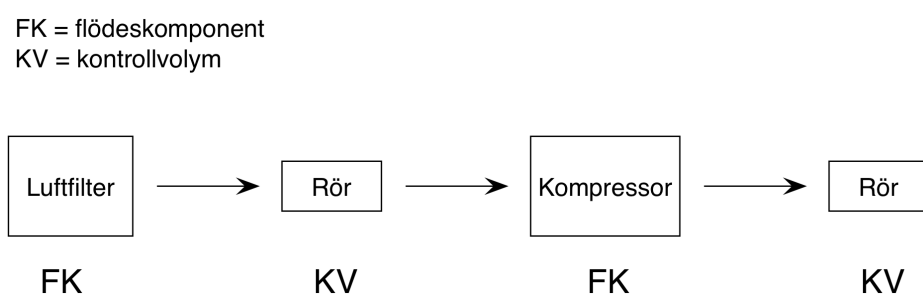 FK = flödeskomponent
KV = kontrollvolym
Luftfilter
Rör
Kompressor
Rör
FK
KV
FK
KV